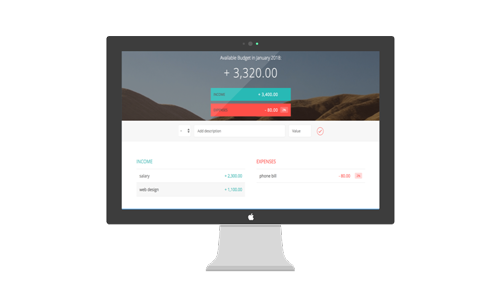 Available Budget in January 2018:
+ 3,320.00
INCOME + 3,400.00
EXPENSES - 80.00 2%
+ Add description Value
INCOME EXPENSES
salary + 2,300.00 phone bill - 80.00 2%
web design + 1,100.00